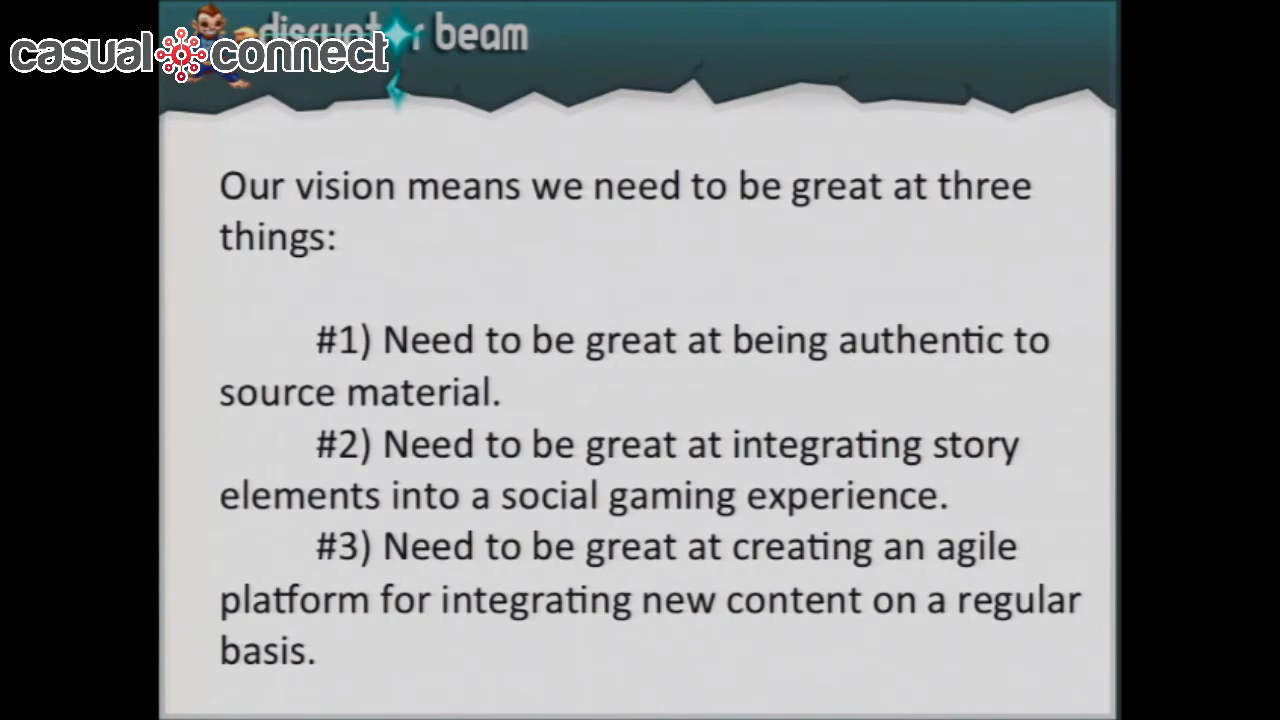 disruptor beam
casual connect
Our vision means we need to be great at three
things:
#1) Need to be great at being authentic to
source material.
#2) Need to be great at integrating story
elements into a social gaming experience.
#3) Need to be great at creating an agile
platform for integrating new content on a regular
basis.